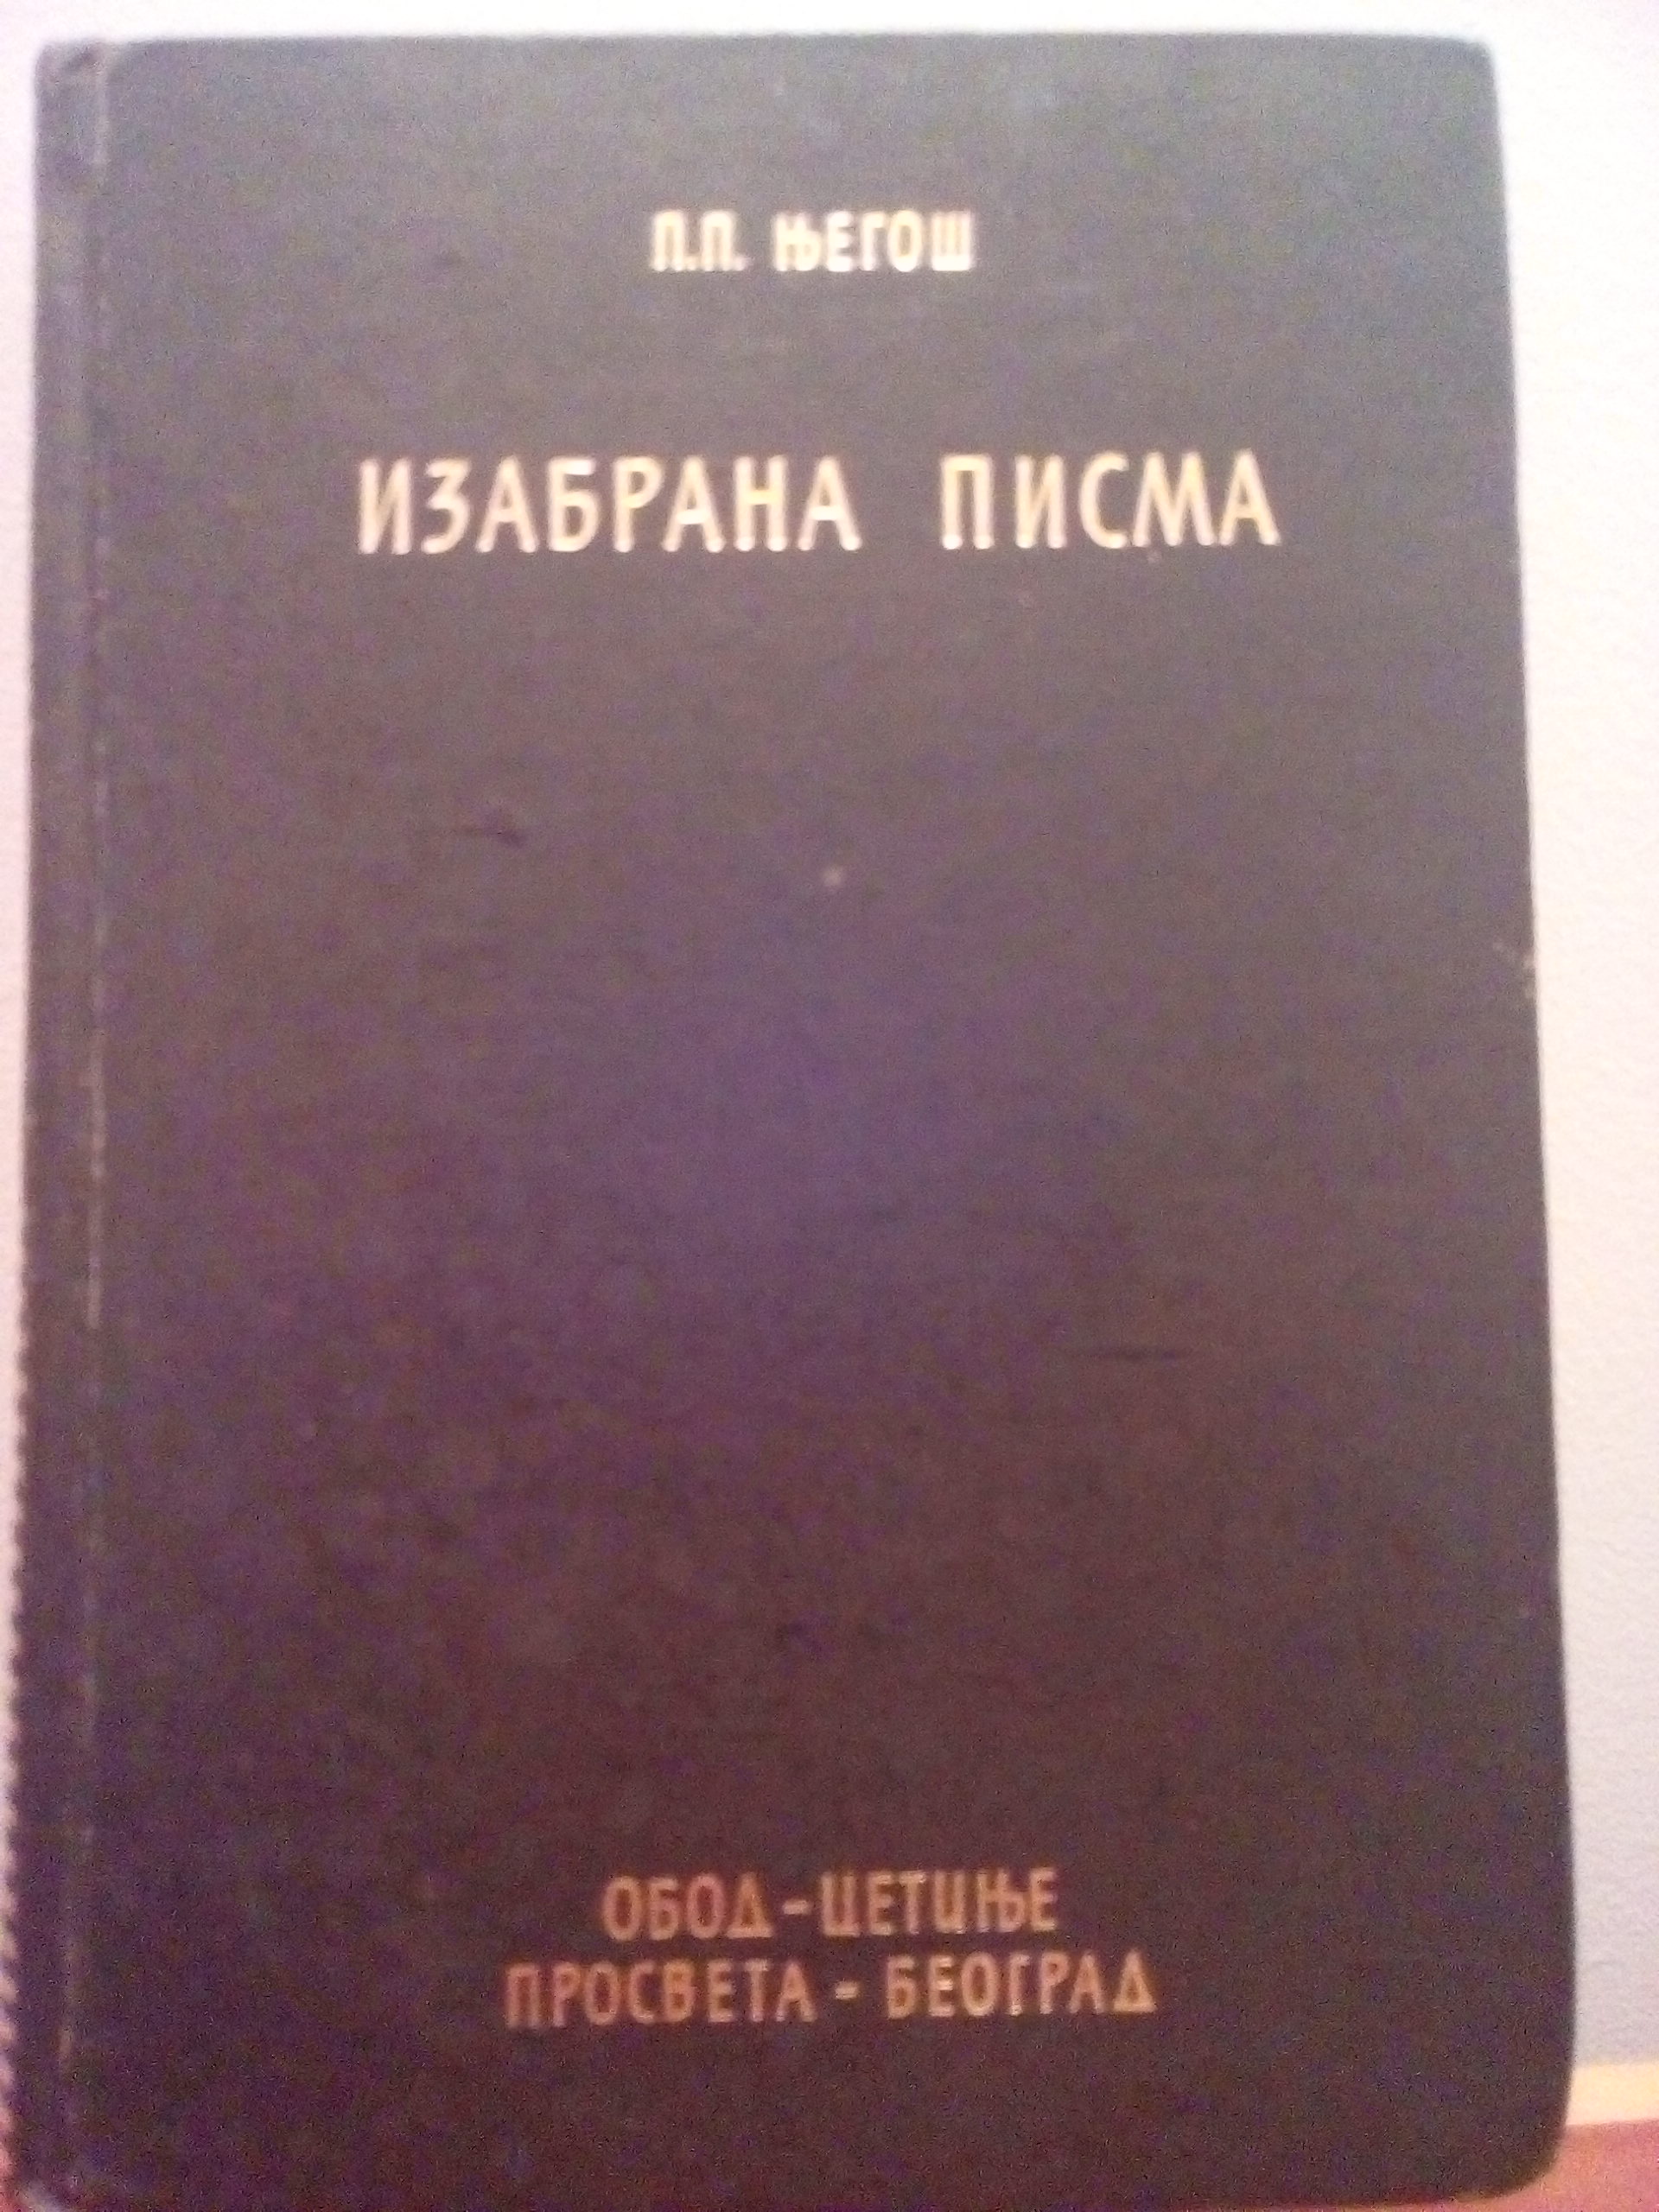 П.П. ЊЕГОШ
ИЗАБРАНА ПИСМА
ОБОД - ЦЕТИЊЕ
ПРОСВЕТА - БЕОГРАД